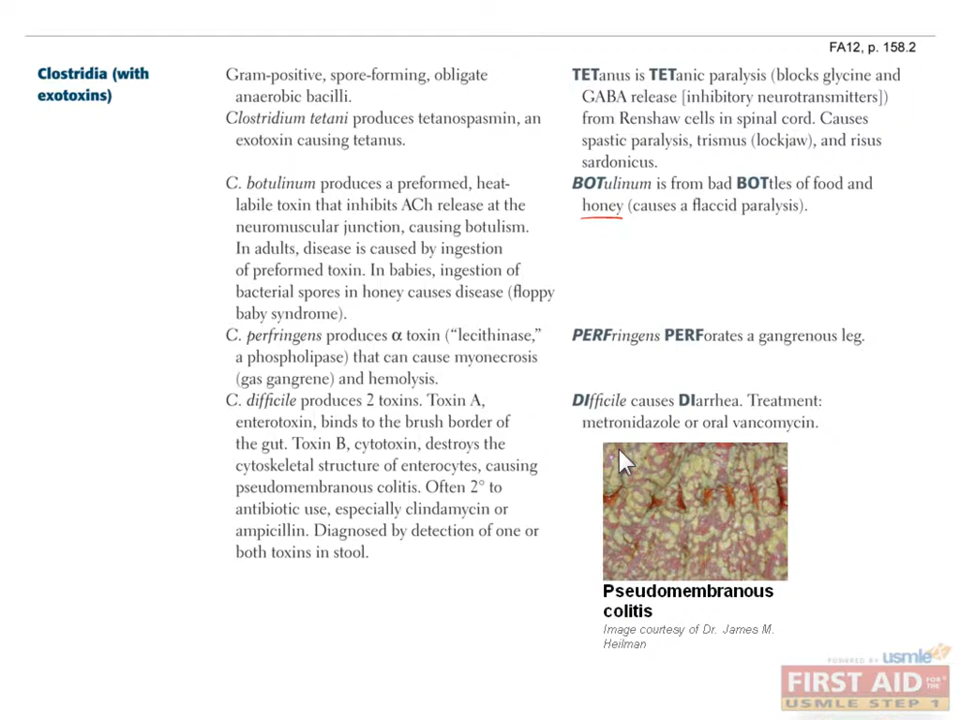 FA12, p. 158.2
Clostridia (with
exotoxins)
Gram-positive, spore-forming, obligate
anaerobic bacilli.
Clostridium tetani produces tetanospasmin, an
exotoxin causing tetanus.
TETanus is TETanic paralysis (blocks glycine and
GABA release [inhibitory neurotransmitters])
from Renshaw cells in spinal cord. Causes
spastic paralysis, trismus (lockjaw), and risus
sardonicus.
C. botulinum produces a preformed, heat-
labile toxin that inhibits ACh release at the
neuromuscular junction, causing botulism.
In adults, disease is caused by ingestion
of preformed toxin. In babies, ingestion of
bacterial spores in honey causes disease (floppy
baby syndrome).
BOTulinum is from bad BOTtles of food and
honey (causes a flaccid paralysis).
C. perfringens produces α toxin (“lecithinase,”
a phospholipase) that can cause myonecrosis
(gas gangrene) and hemolysis.
PERFringens PERForates a gangrenous leg.
C. difficile produces 2 toxins. Toxin A,
enterotoxin, binds to the brush border of
the gut. Toxin B, cytotoxin, destroys the
cytoskeletal structure of enterocytes, causing
pseudomembranous colitis. Often 2° to
antibiotic use, especially clindamycin or
ampicillin. Diagnosed by detection of one or
both toxins in stool.
DIfficile causes DIarrhea. Treatment:
metronidazole or oral vancomycin.
Pseudomembranous
colitis
Image courtesy of Dr. James M.
Heilman
POWERED BY usmle
FIRST AID FOR THE
USMLE STEP 1